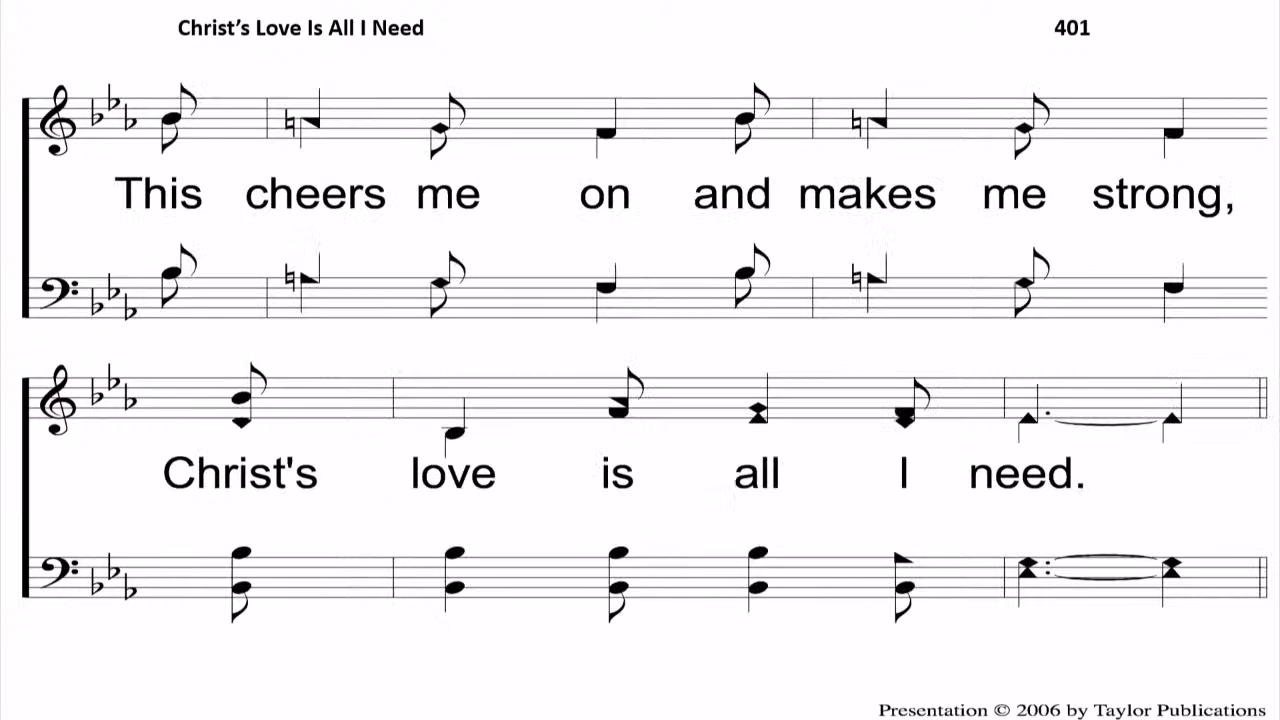 Christ’s Love Is All I Need 401
This cheers me on and makes me strong,
Christ's love is all I need.
Presentation © 2006 by Taylor Publications